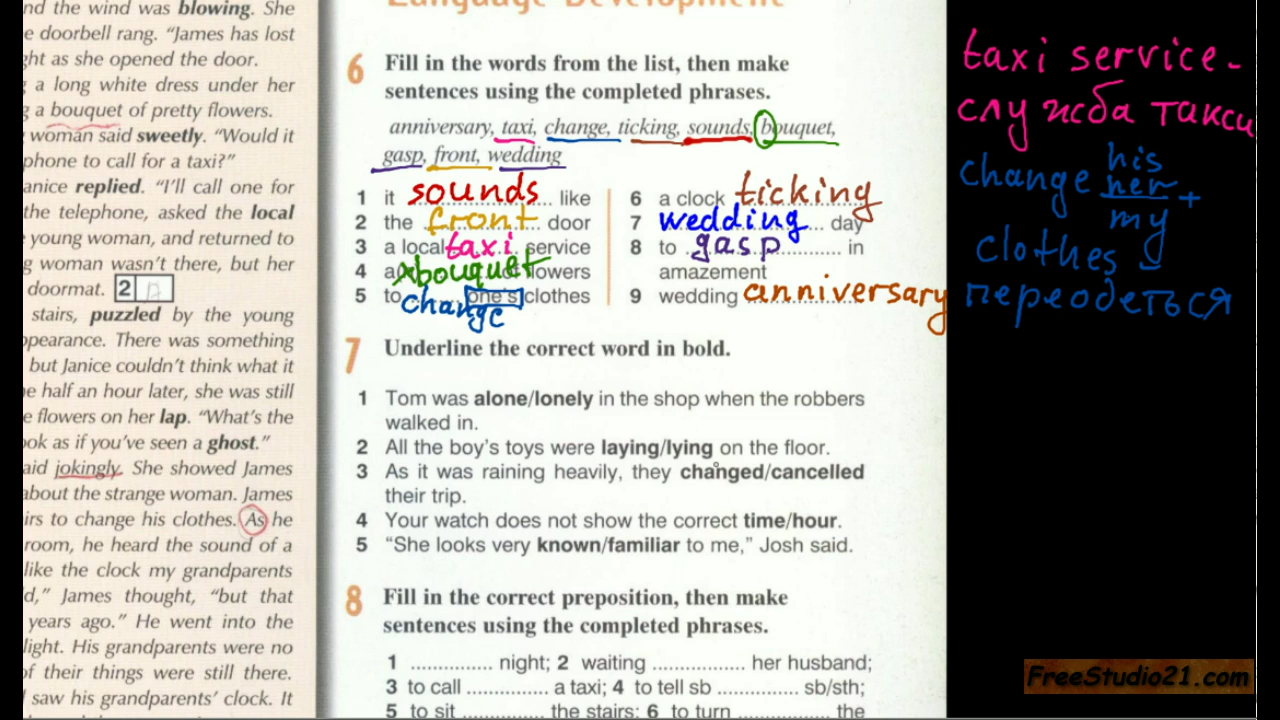 nd the wind was blowing. She
e doorbell rang. "James has lost
ht as she opened the door.
a long white dress under her
g a bouquet of pretty flowers.
woman said sweetly. "Would it
phone to call for a taxi?"
anice replied. "I'll call one for
the telephone, asked the local
young woman, and returned to
g woman wasn't there, but her
doormat. 2
stairs, puzzled by the young
ppearance. There was something
but Janice couldn't think what it
e half an hour later, she was still
e flowers on her lap. "What's the
ok as if you've seen a ghost."
aid jokingly. She showed James
about the strange woman. James
irs to change his clothes. As he
room, he heard the sound of a
like the clock my grandparents
d," James thought, "but that
years ago." He went into the
light. His grandparents were no
of their things were still there.
saw his grandparents' clock. It
Language Development
6 Fill in the words from the list, then make
sentences using the completed phrases.
anniversary, taxi, change, ticking, sounds, bouquet,
gasp, front, wedding
1 it sounds like
2 the front door
3 a local taxi service
4 a bouquet flowers
5 to change one's clothes
6 a clock ticking
7 wedding day
8 to gasp in
amazement
9 wedding anniversary
7 Underline the correct word in bold.
1 Tom was alone/lonely in the shop when the robbers
walked in.
2 All the boy's toys were laying/lying on the floor.
3 As it was raining heavily, they changed/cancelled
their trip.
4 Your watch does not show the correct time/hour.
5 "She looks very known/familiar to me," Josh said.
8 Fill in the correct preposition, then make
sentences using the completed phrases.
1 .............. night; 2 waiting ................ her husband;
3 to call .............. a taxi; 4 to tell sb .............. sb/sth;
5 to sit .............. the stairs; 6 to turn .............. the
taxi service -
служба такси
change his
her +
my
clothes -
переодеться
FreeStudio21.com